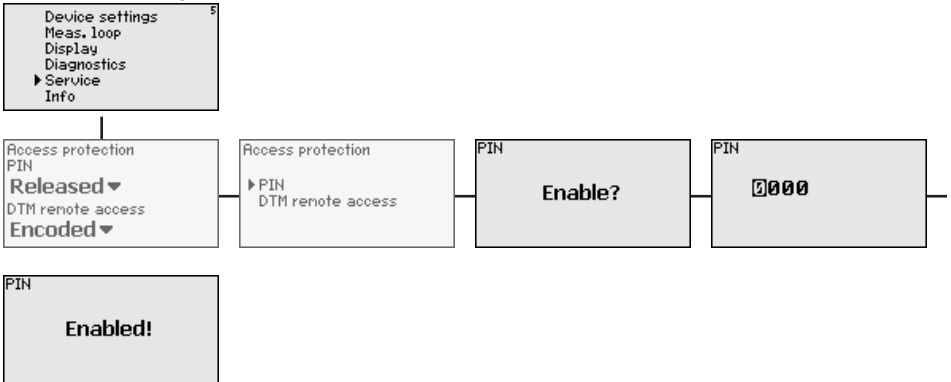 Device settings
5
Meas. loop
Display
Diagnostics
Service
Info
Access protection
PIN
Released
DTM remote access
Encoded
Access protection
PIN
DTM remote access
PIN
Enable?
PIN
0000
PIN
Enabled!